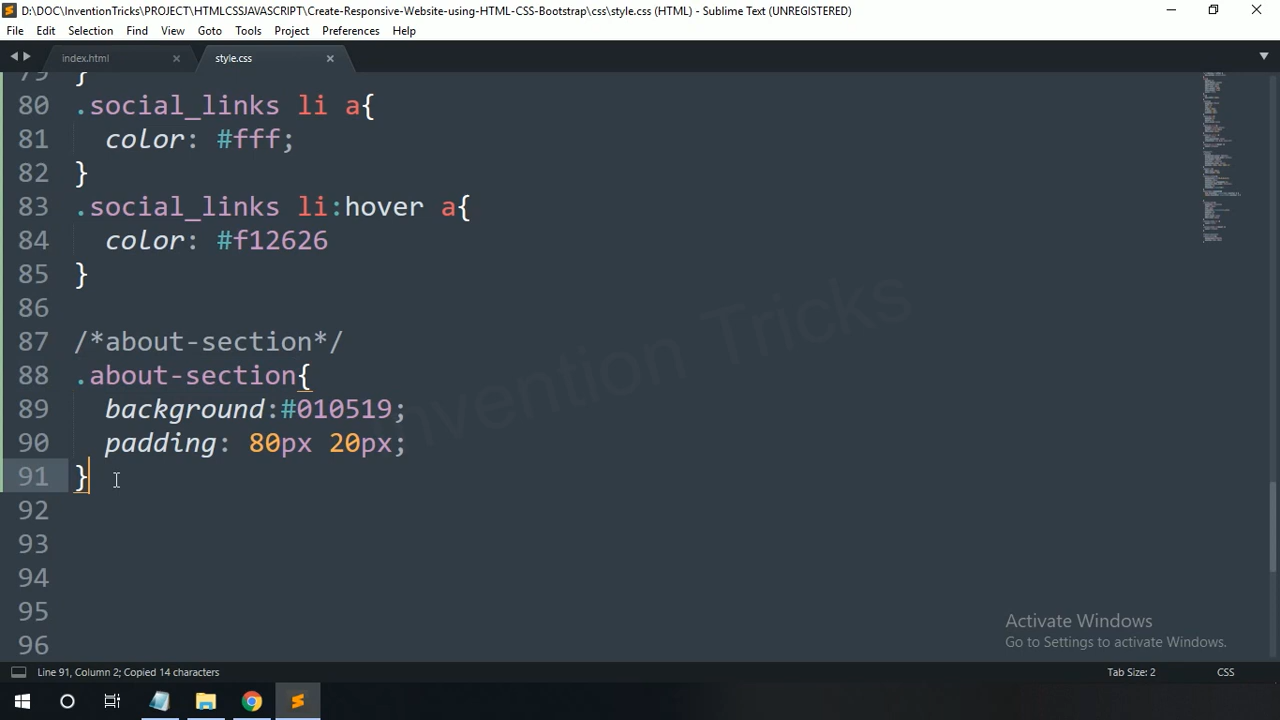 D:\DOC\InventionTricks\PROJECT\HTMLCSSJAVASCRIPT\Create-Responsive-Website-using-HTML-CSS-Bootstrap\css\style.css (HTML) - Sublime Text (UNREGISTERED)
File Edit Selection Find View Goto Tools Project Preferences Help
index.html style.css
79 }
80 .social_links li a{
81 color: #fff;
82 }
83 .social_links li:hover a{
84 color: #f12626
85 }
86
87 /*about-section*/
88 .about-section{
89 background:#010519;
90 padding: 80px 20px;
91 }
92
93
94
95
96
Invention Tricks
Activate Windows
Go to Settings to activate Windows.
Line 91, Column 2; Copied 14 characters Tab Size: 2 CSS